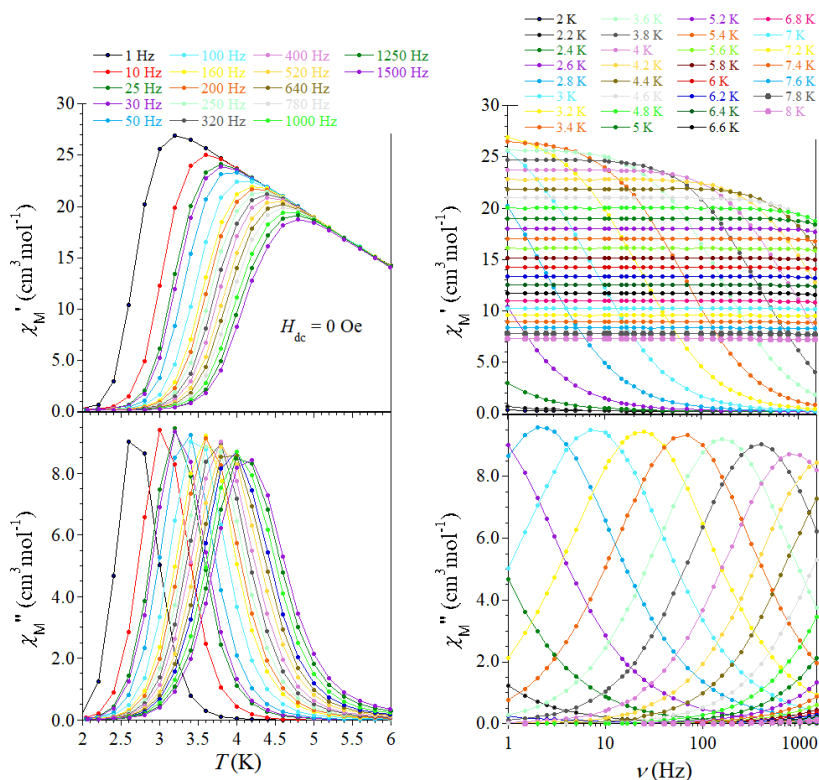 1 Hz 100 Hz 400 Hz 1250 Hz
10 Hz 160 Hz 520 Hz 1500 Hz
25 Hz 200 Hz 640 Hz
30 Hz 250 Hz 780 Hz
50 Hz 320 Hz 1000 Hz
30
25
20
15
10
5.0
0.0
χM' (cm³mol⁻¹)
Hdc = 0 Oe
8.0
6.0
4.0
2.0
0.0
χM'' (cm³mol⁻¹)
2 2.5 3 3.5 4 4.5 5 5.5 6
T (K)
2 K 3.6 K 5.2 K 6.8 K
2.2 K 3.8 K 5.4 K 7 K
2.4 K 4 K 5.6 K 7.2 K
2.6 K 4.2 K 5.8 K 7.4 K
2.8 K 4.4 K 6 K 7.6 K
3 K 4.6 K 6.2 K 7.8 K
3.2 K 4.8 K 6.4 K 8 K
3.4 K 5 K 6.6 K
30
25
20
15
10
5.0
0.0
χM' (cm³mol⁻¹)
8.0
6.0
4.0
2.0
0.0
χM'' (cm³mol⁻¹)
1 10 100 1000
ν (Hz)